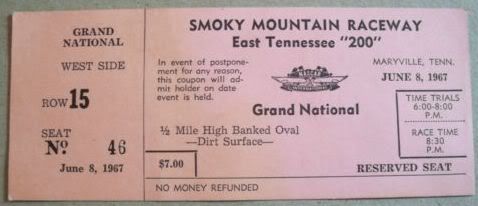 GRAND
NATIONAL
WEST SIDE
ROW 15
SEAT
No. 46
June 8, 1967
SMOKY MOUNTAIN RACEWAY
East Tennessee "200"
In event of postpone-
ment for any reason,
this coupon will ad
mit holder on date
event is held.
MARYVILLE, TENN.
JUNE 8, 1967
Grand National
½ Mile High Banked Oval
—Dirt Surface—
TIME TRIALS
6:00-8:00
P.M.
RACE TIME
8:30
P.M.
$7.00
RESERVED SEAT
NO MONEY REFUNDED